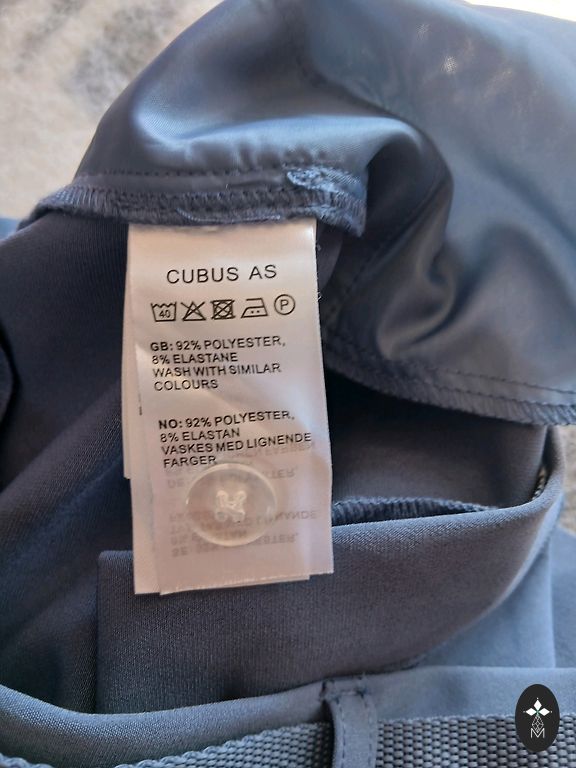 CUBUS AS
40 P
GB: 92% POLYESTER,
8% ELASTANE
WASH WITH SIMILAR
COLOURS
NO: 92% POLYESTER,
8% ELASTAN
VASKES MED LIGNENDE
FARGER
M